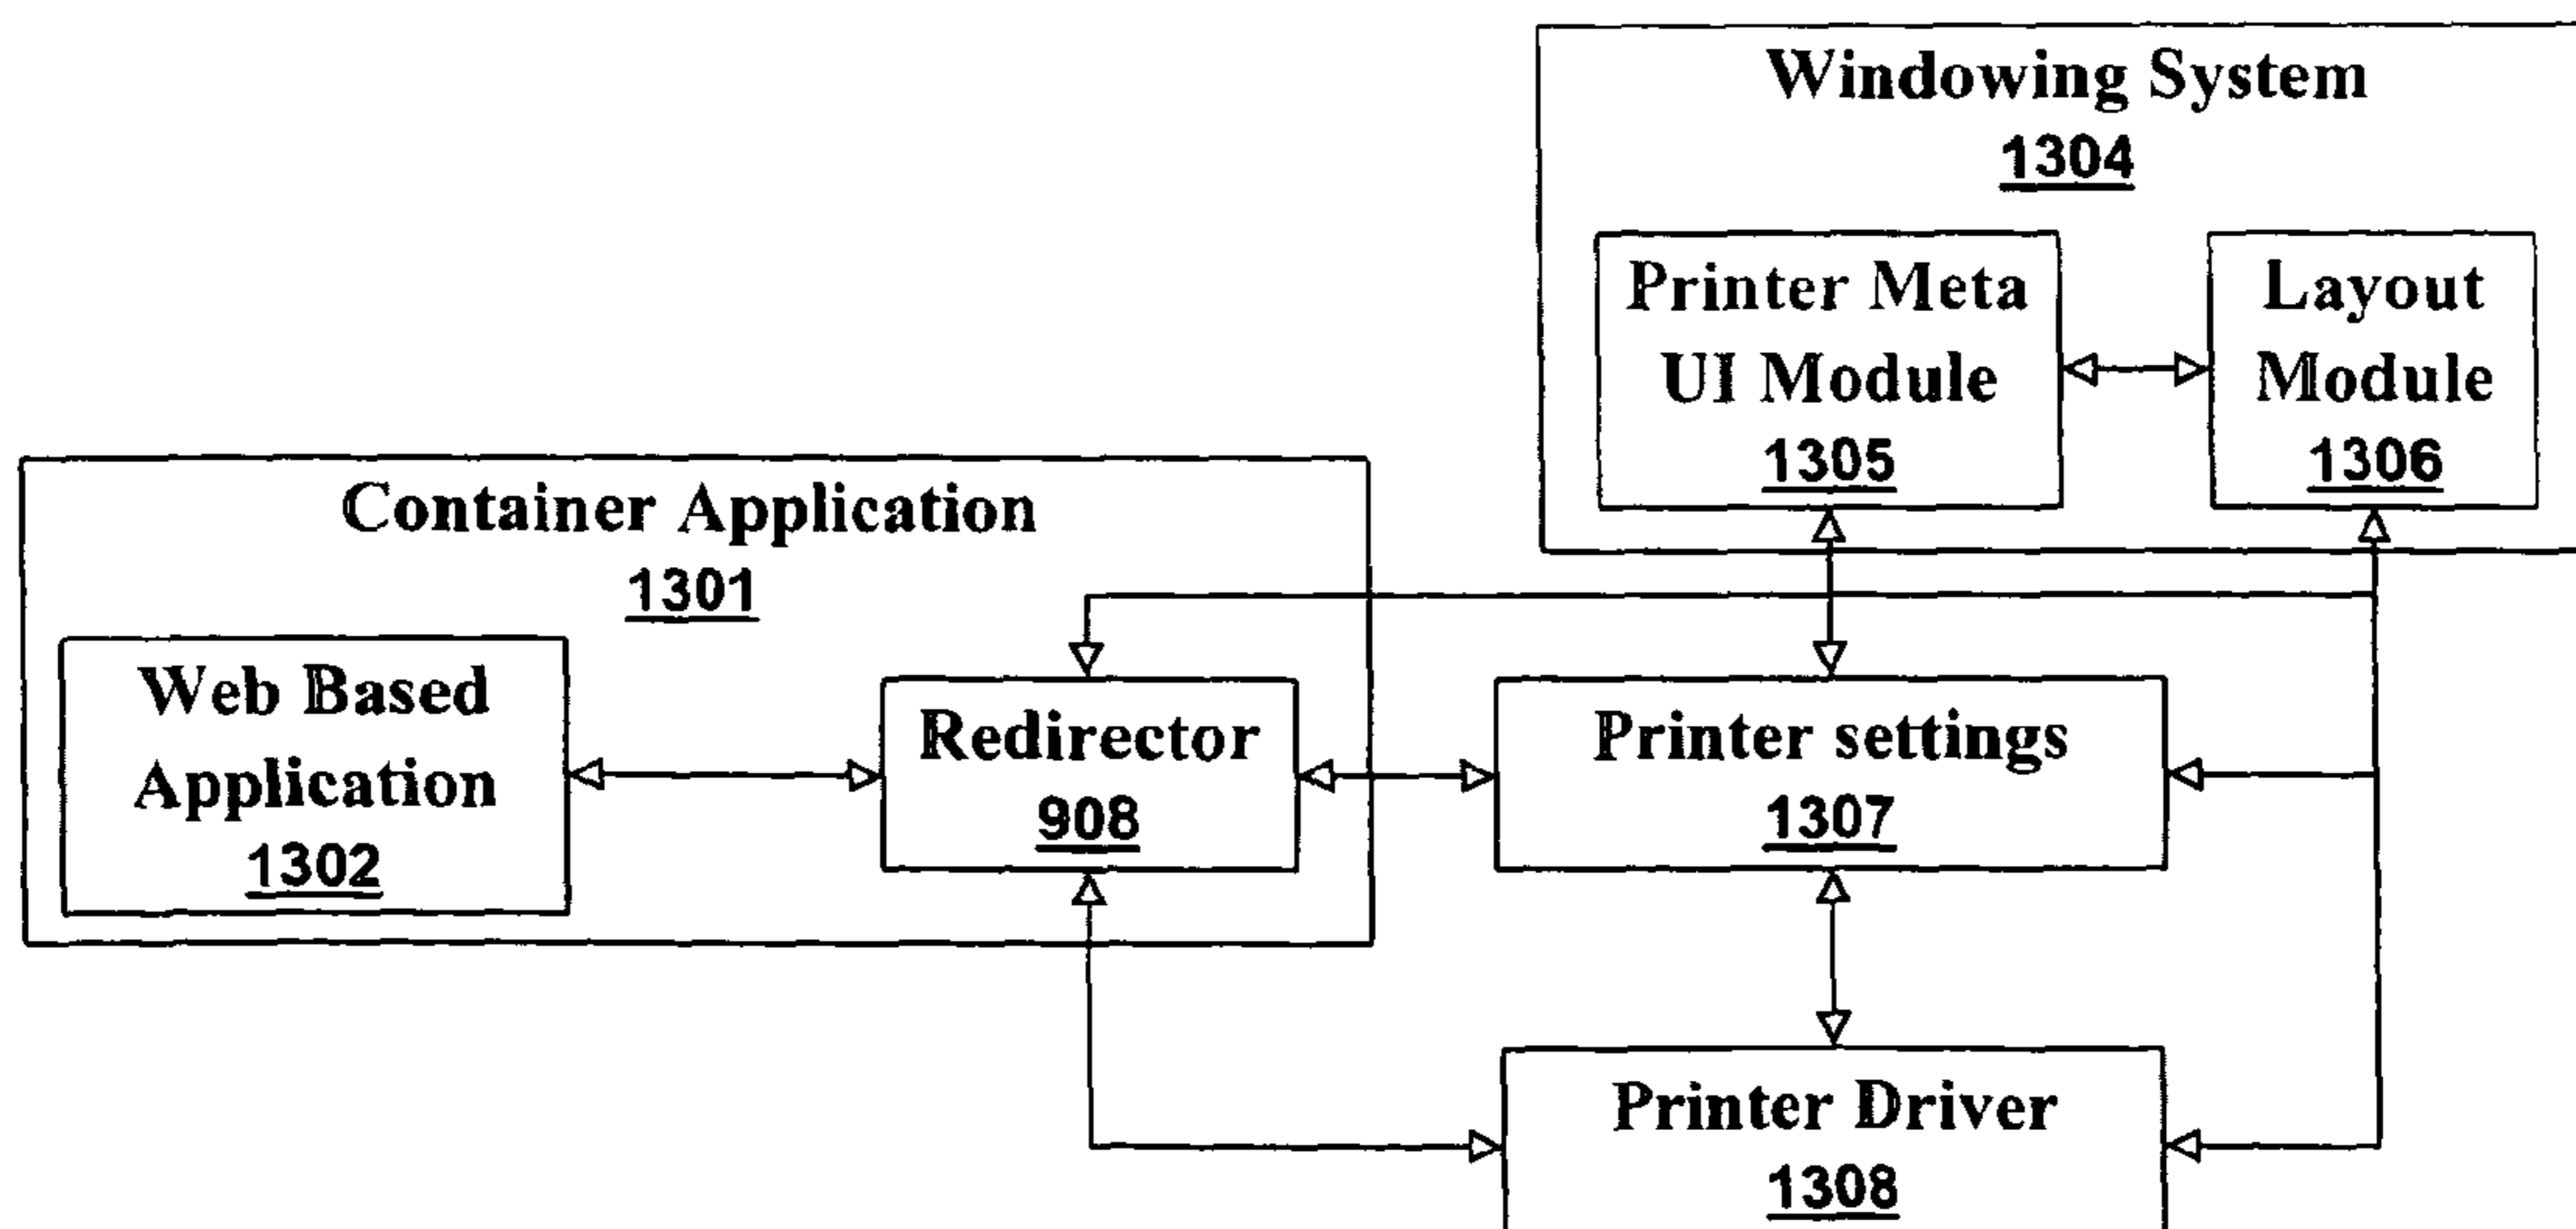 Windowing System
1304
Printer Meta
UI Module
1305
Layout
Module
1306
Container Application
1301
Web Based
Application
1302
Redirector
908
Printer settings
1307
Printer Driver
1308